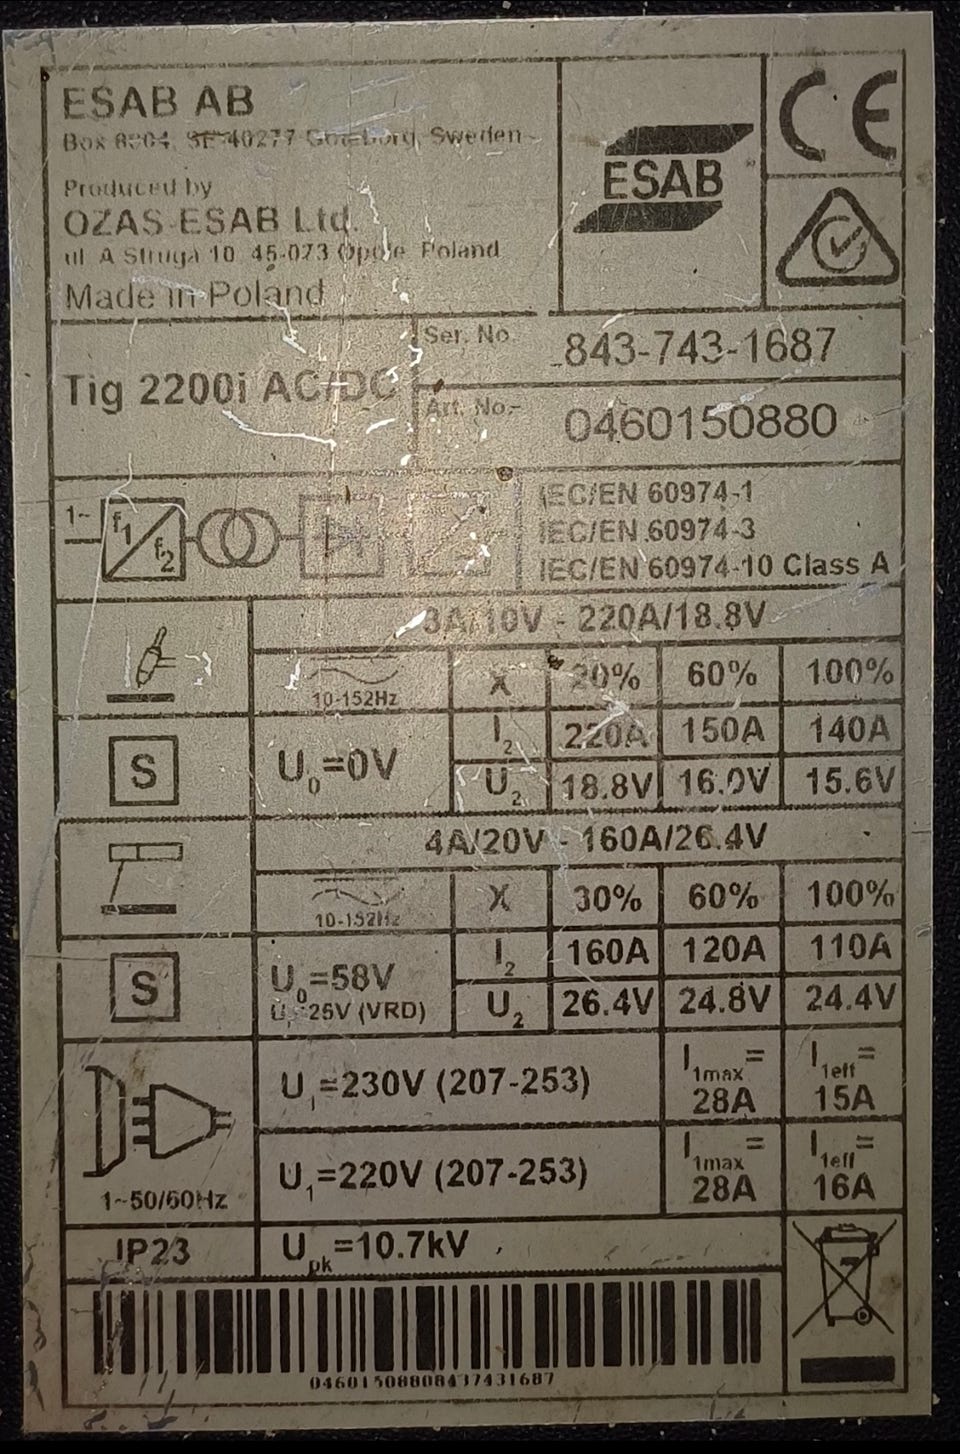 ESAB AB
Box 8004, SE-40277 Göteborg, Sweden
Produced by
OZAS-ESAB Ltd.
ul. A Struga 10, 45-073 Opole, Poland
Made in Poland
ESAB
CE
Tig 2200i AC/DC
Ser. No. 843-743-1687
Art. No. 0460150880
1~ f1 f2
IEC/EN 60974-1
IEC/EN 60974-3
IEC/EN 60974-10 Class A
3A/10V - 220A/18.8V
10-152Hz X 20% 60% 100%
S U0=0V I2 220A 150A 140A
U2 18.8V 16.0V 15.6V
4A/20V - 160A/26.4V
10-152Hz X 30% 60% 100%
S U0=58V I2 160A 120A 110A
25V (VRD) U2 26.4V 24.8V 24.4V
U1=230V (207-253) I1max= 28A I1eff= 15A
U1=220V (207-253) I1max= 28A I1eff= 16A
1~50/60Hz
IP23 Upk=10.7kV
04601508808437431687